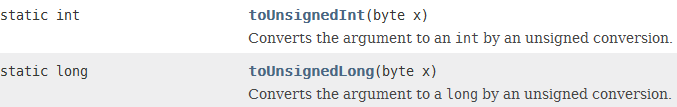 static int toUnsignedInt(byte x)
Converts the argument to an int by an unsigned conversion.
static long toUnsignedLong(byte x)
Converts the argument to a long by an unsigned conversion.